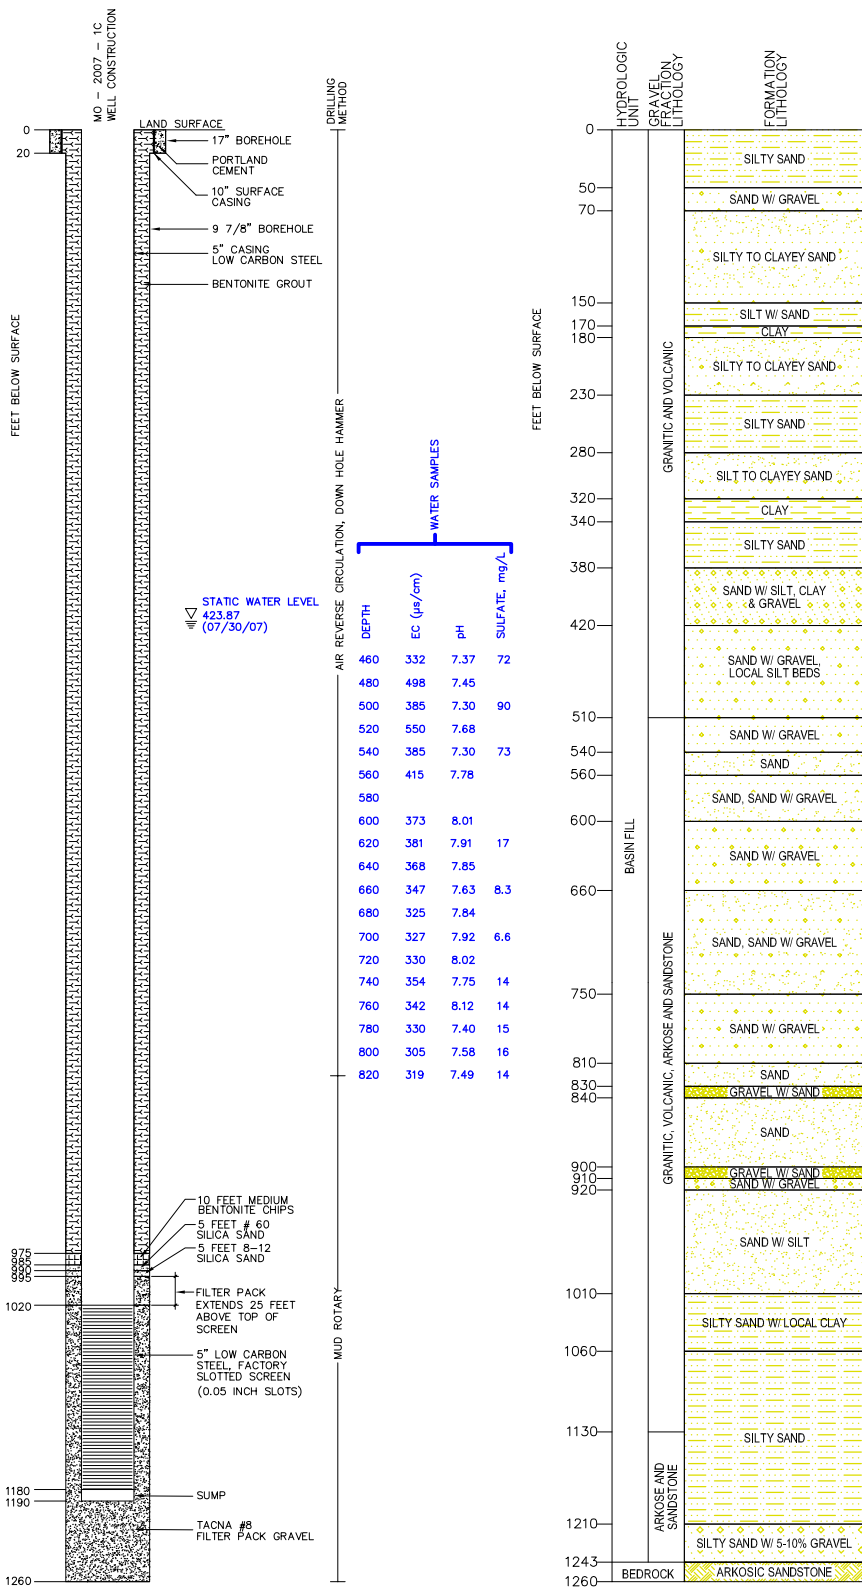 MO - 2007 - 1C
WELL CONSTRUCTION
DRILLING
METHOD
HYDROLOGIC
UNIT
GRAVEL
FRACTION
LITHOLOGY
FORMATION
LITHOLOGY
LAND SURFACE
0
20
17" BOREHOLE
PORTLAND
CEMENT
10" SURFACE
CASING
9 7/8" BOREHOLE
5" CASING
LOW CARBON STEEL
BENTONITE GROUT
FEET BELOW SURFACE
STATIC WATER LEVEL
423.87
(07/30/07)
AIR REVERSE CIRCULATION, DOWN HOLE HAMMER
WATER SAMPLES
DEPTH
EC (µs/cm)
pH
SULFATE, mg/L
460 332 7.37 72
480 498 7.45
500 385 7.30 90
520 550 7.68
540 385 7.30 73
560 415 7.78
580
600 373 8.01
620 381 7.91 17
640 368 7.85
660 347 7.63 8.3
680 325 7.84
700 327 7.92 6.6
720 330 8.02
740 354 7.75 14
760 342 8.12 14
780 330 7.40 15
800 305 7.58 16
820 319 7.49 14
10 FEET MEDIUM
BENTONITE CHIPS
5 FEET # 60
SILICA SAND
5 FEET 8-12
SILICA SAND
975
985
990
995
1020
FILTER PACK
EXTENDS 25 FEET
ABOVE TOP OF
SCREEN
5" LOW CARBON
STEEL, FACTORY
SLOTTED SCREEN
(0.05 INCH SLOTS)
MUD ROTARY
1180
1190
SUMP
TACNA #8
FILTER PACK GRAVEL
1260
FEET BELOW SURFACE
0
SILTY SAND
50
SAND W/ GRAVEL
70
SILTY TO CLAYEY SAND
150
SILT W/ SAND
170
CLAY
180
SILTY TO CLAYEY SAND
230
SILTY SAND
280
SILT TO CLAYEY SAND
320
CLAY
340
SILTY SAND
380
SAND W/ SILT, CLAY
& GRAVEL
420
SAND W/ GRAVEL,
LOCAL SILT BEDS
510
SAND W/ GRAVEL
540
SAND
560
SAND, SAND W/ GRAVEL
600
SAND W/ GRAVEL
660
SAND, SAND W/ GRAVEL
750
SAND W/ GRAVEL
810
SAND
830
GRAVEL W/ SAND
840
SAND
900
GRAVEL W/ SAND
910
SAND W/ GRAVEL
920
SAND W/ SILT
1010
SILTY SAND W/ LOCAL CLAY
1060
SILTY SAND
1130
1210
SILTY SAND W/ 5-10% GRAVEL
1243
ARKOSIC SANDSTONE
1260
BASIN FILL
BEDROCK
GRANITIC AND VOLCANIC
GRANITIC, VOLCANIC, ARKOSE AND SANDSTONE
ARKOSE AND
SANDSTONE